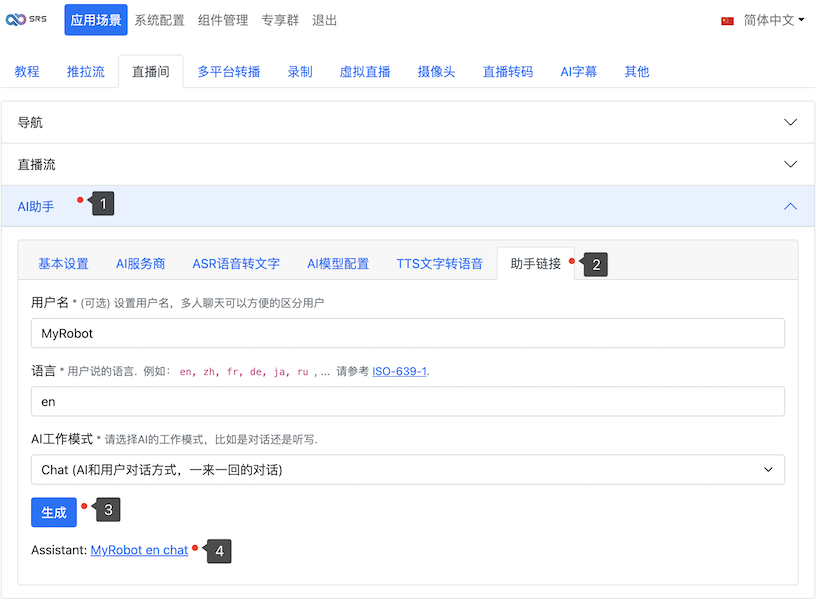 SRS 应用场景 系统配置 组件管理 专享群 退出 简体中文
教程 推拉流 直播间 多平台转播 录制 虚拟直播 摄像头 直播转码 AI字幕 其他
导航
直播流
AI助手 1
基本设置 AI服务商 ASR语音转文字 AI模型配置 TTS文字转语音 助手链接 2
用户名 * (可选) 设置用户名，多人聊天可以方便的区分用户
MyRobot
语言 * 用户说的语言. 例如： en, zh, fr, de, ja, ru , ... 请参考 ISO-639-1.
en
AI工作模式 * 请选择AI的工作模式，比如是对话还是听写.
Chat (AI和用户对话方式，一来一回的对话)
生成 3
Assistant: MyRobot en chat 4